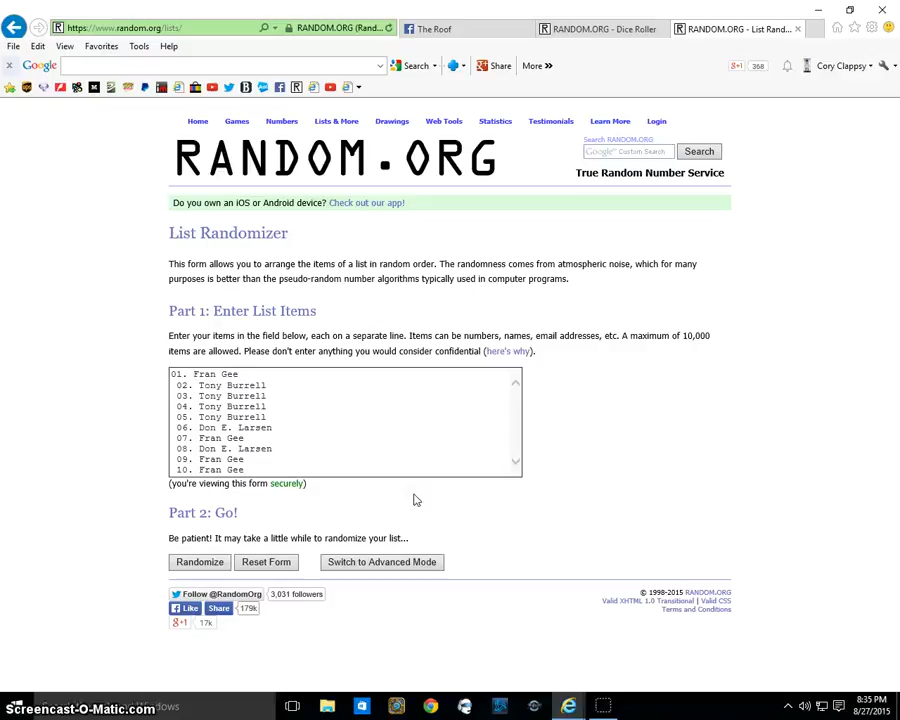 https://www.random.org/lists/
RANDOM.ORG (Rand...
The Roof
RANDOM.ORG - Dice Roller
RANDOM.ORG - List Rand...
File Edit View Favorites Tools Help
Google
Search
Share
More »
g+1 368
Cory Clappsy
Home Games Numbers Lists & More Drawings Web Tools Statistics Testimonials Learn More Login
RANDOM.ORG
Search RANDOM.ORG
Google™ Custom Search
Search
True Random Number Service
Do you own an iOS or Android device? Check out our app!
List Randomizer
This form allows you to arrange the items of a list in random order. The randomness comes from atmospheric noise, which for many
purposes is better than the pseudo-random number algorithms typically used in computer programs.
Part 1: Enter List Items
Enter your items in the field below, each on a separate line. Items can be numbers, names, email addresses, etc. A maximum of 10,000
items are allowed. Please don't enter anything you would consider confidential (here's why).
01. Fran Gee
02. Tony Burrell
03. Tony Burrell
04. Tony Burrell
05. Tony Burrell
06. Don E. Larsen
07. Fran Gee
08. Don E. Larsen
09. Fran Gee
10. Fran Gee
(you're viewing this form securely)
Part 2: Go!
Be patient! It may take a little while to randomize your list...
Randomize Reset Form Switch to Advanced Mode
Follow @RandomOrg 3,031 followers
Like Share 179k
g+1 17k
© 1998-2015 RANDOM.ORG
Valid XHTML 1.0 Transitional | Valid CSS
Terms and Conditions
Screencast-O-Matic.com
8:35 PM
8/27/2015